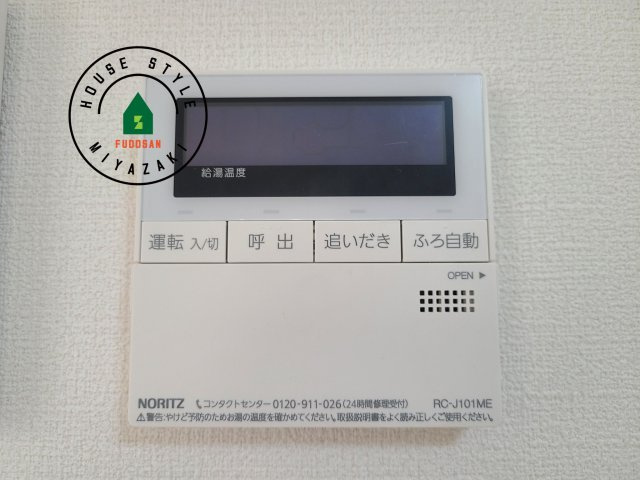 HOUSE STYLE
FUDOSAN
MIYAZAKI
給湯温度
運転 入/切
呼出
追いだき
ふろ自動
OPEN ▶
NORITZ
コンタクトセンター 0120-911-026(24時間修理受付)
RC-J101ME
⚠警告:やけど予防のためお湯の温度を確かめてください。取扱説明書をよく読み正しくご使用ください。